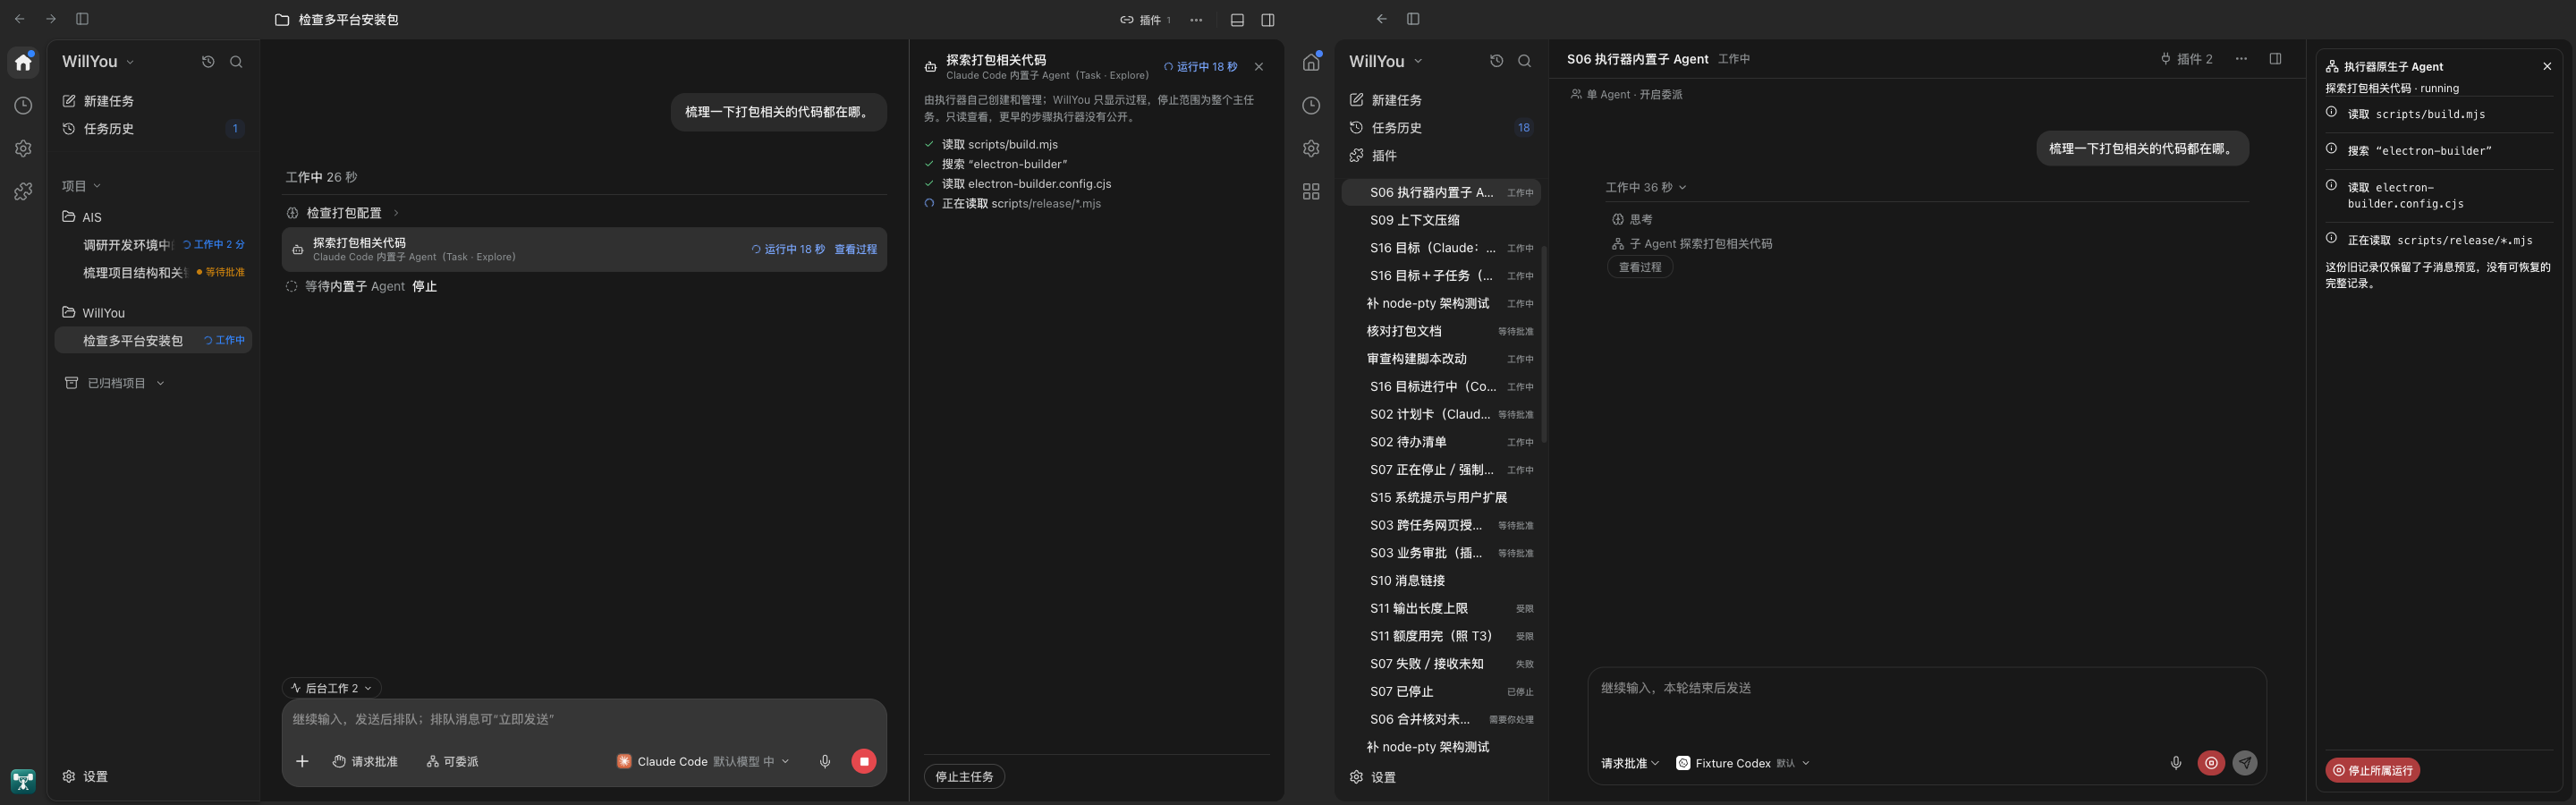 检查多平台安装包
插件 1
WillYou
新建任务
任务历史 1
项目
AIS
调研开发环境中 工作中 2 分
梳理项目结构和关 等待批准
WillYou
检查多平台安装包 工作中
已归档项目
设置
梳理一下打包相关的代码都在哪。
工作中 26 秒
检查打包配置
探索打包相关代码
Claude Code 内置子 Agent（Task · Explore）
运行中 18 秒 查看过程
等待内置子 Agent 停止
后台工作 2
继续输入，发送后排队；排队消息可“立即发送”
请求批准 可委派 Claude Code 默认模型 中
探索打包相关代码
Claude Code 内置子 Agent（Task · Explore）
运行中 18 秒
由执行器自己创建和管理；WillYou 只显示过程，停止范围为整个主任
务。只读查看，更早的步骤执行器没有公开。
读取 scripts/build.mjs
搜索 “electron-builder”
读取 electron-builder.config.cjs
正在读取 scripts/release/*.mjs
停止主任务
WillYou
新建任务
任务历史 18
插件
S06 执行器内置子 A... 工作中
S09 上下文压缩
S16 目标（Claude：... 工作中
S16 目标＋子任务（... 工作中
补 node-pty 架构测试 工作中
核对打包文档 等待批准
审查构建脚本改动 工作中
S16 目标进行中（Co... 工作中
S02 计划卡（Claud... 等待批准
S02 待办清单 工作中
S07 正在停止 / 强制... 工作中
S15 系统提示与用户扩展
S03 跨任务网页授... 等待批准
S03 业务审批（插... 等待批准
S10 消息链接
S11 输出长度上限 受限
S11 额度用完（照 T3） 受限
S07 失败 / 接收未知 失败
S07 已停止 已停止
S06 合并核对未... 需要你处理
补 node-pty 架构测试
设置
S06 执行器内置子 Agent 工作中
插件 2
单 Agent · 开启委派
梳理一下打包相关的代码都在哪。
工作中 36 秒
思考
子 Agent 探索打包相关代码
查看过程
继续输入，本轮结束后发送
请求批准 Fixture Codex 默认
执行器原生子 Agent
探索打包相关代码 · running
读取 scripts/build.mjs
搜索 “electron-builder”
读取 electron-
builder.config.cjs
正在读取 scripts/release/*.mjs
这份旧记录仅保留了子消息预览，没有可恢复的
完整记录。
停止所属运行